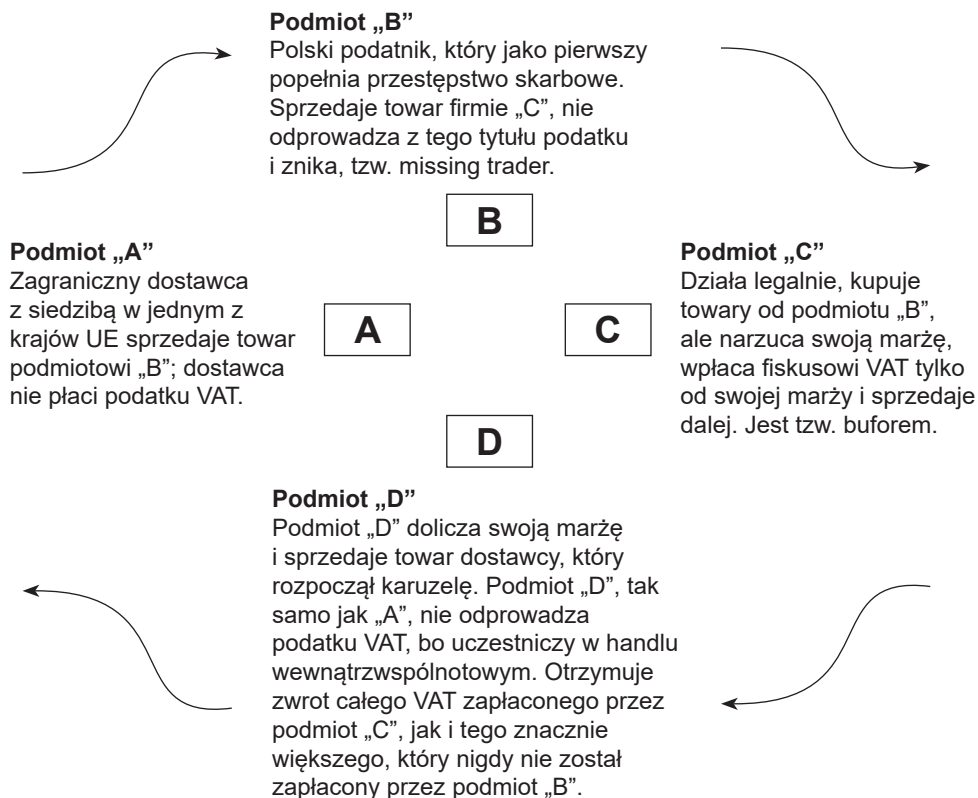 Podmiot „B”
Polski podatnik, który jako pierwszy
popełnia przestępstwo skarbowe.
Sprzedaje towar firmie „C”, nie
odprowadza z tego tytułu podatku
i znika, tzw. missing trader.
B
Podmiot „A”
Zagraniczny dostawca
z siedzibą w jednym z
krajów UE sprzedaje towar
podmiotowi „B”; dostawca
nie płaci podatku VAT.
A
C
Podmiot „C”
Działa legalnie, kupuje
towary od podmiotu „B”,
ale narzuca swoją marżę,
wpłaca fiskusowi VAT tylko
od swojej marży i sprzedaje
dalej. Jest tzw. buforem.
D
Podmiot „D”
Podmiot „D” dolicza swoją marżę
i sprzedaje towar dostawcy, który
rozpoczął karuzelę. Podmiot „D”, tak
samo jak „A”, nie odprowadza
podatku VAT, bo uczestniczy w handlu
wewnątrzwspólnotowym. Otrzymuje
zwrot całego VAT zapłaconego przez
podmiot „C”, jak i tego znacznie
większego, który nigdy nie został
zapłacony przez podmiot „B”.